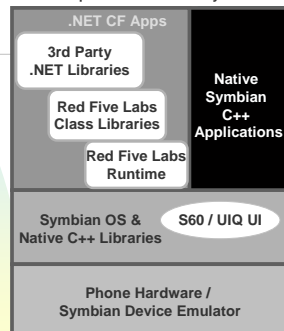 .NET CF Apps
3rd Party
.NET Libraries
Red Five Labs
Class Libraries
Red Five Labs
Runtime
Native
Symbian
C++
Applications
Symbian OS &
Native C++ Libraries
S60 / UIQ UI
Phone Hardware /
Symbian Device Emulator